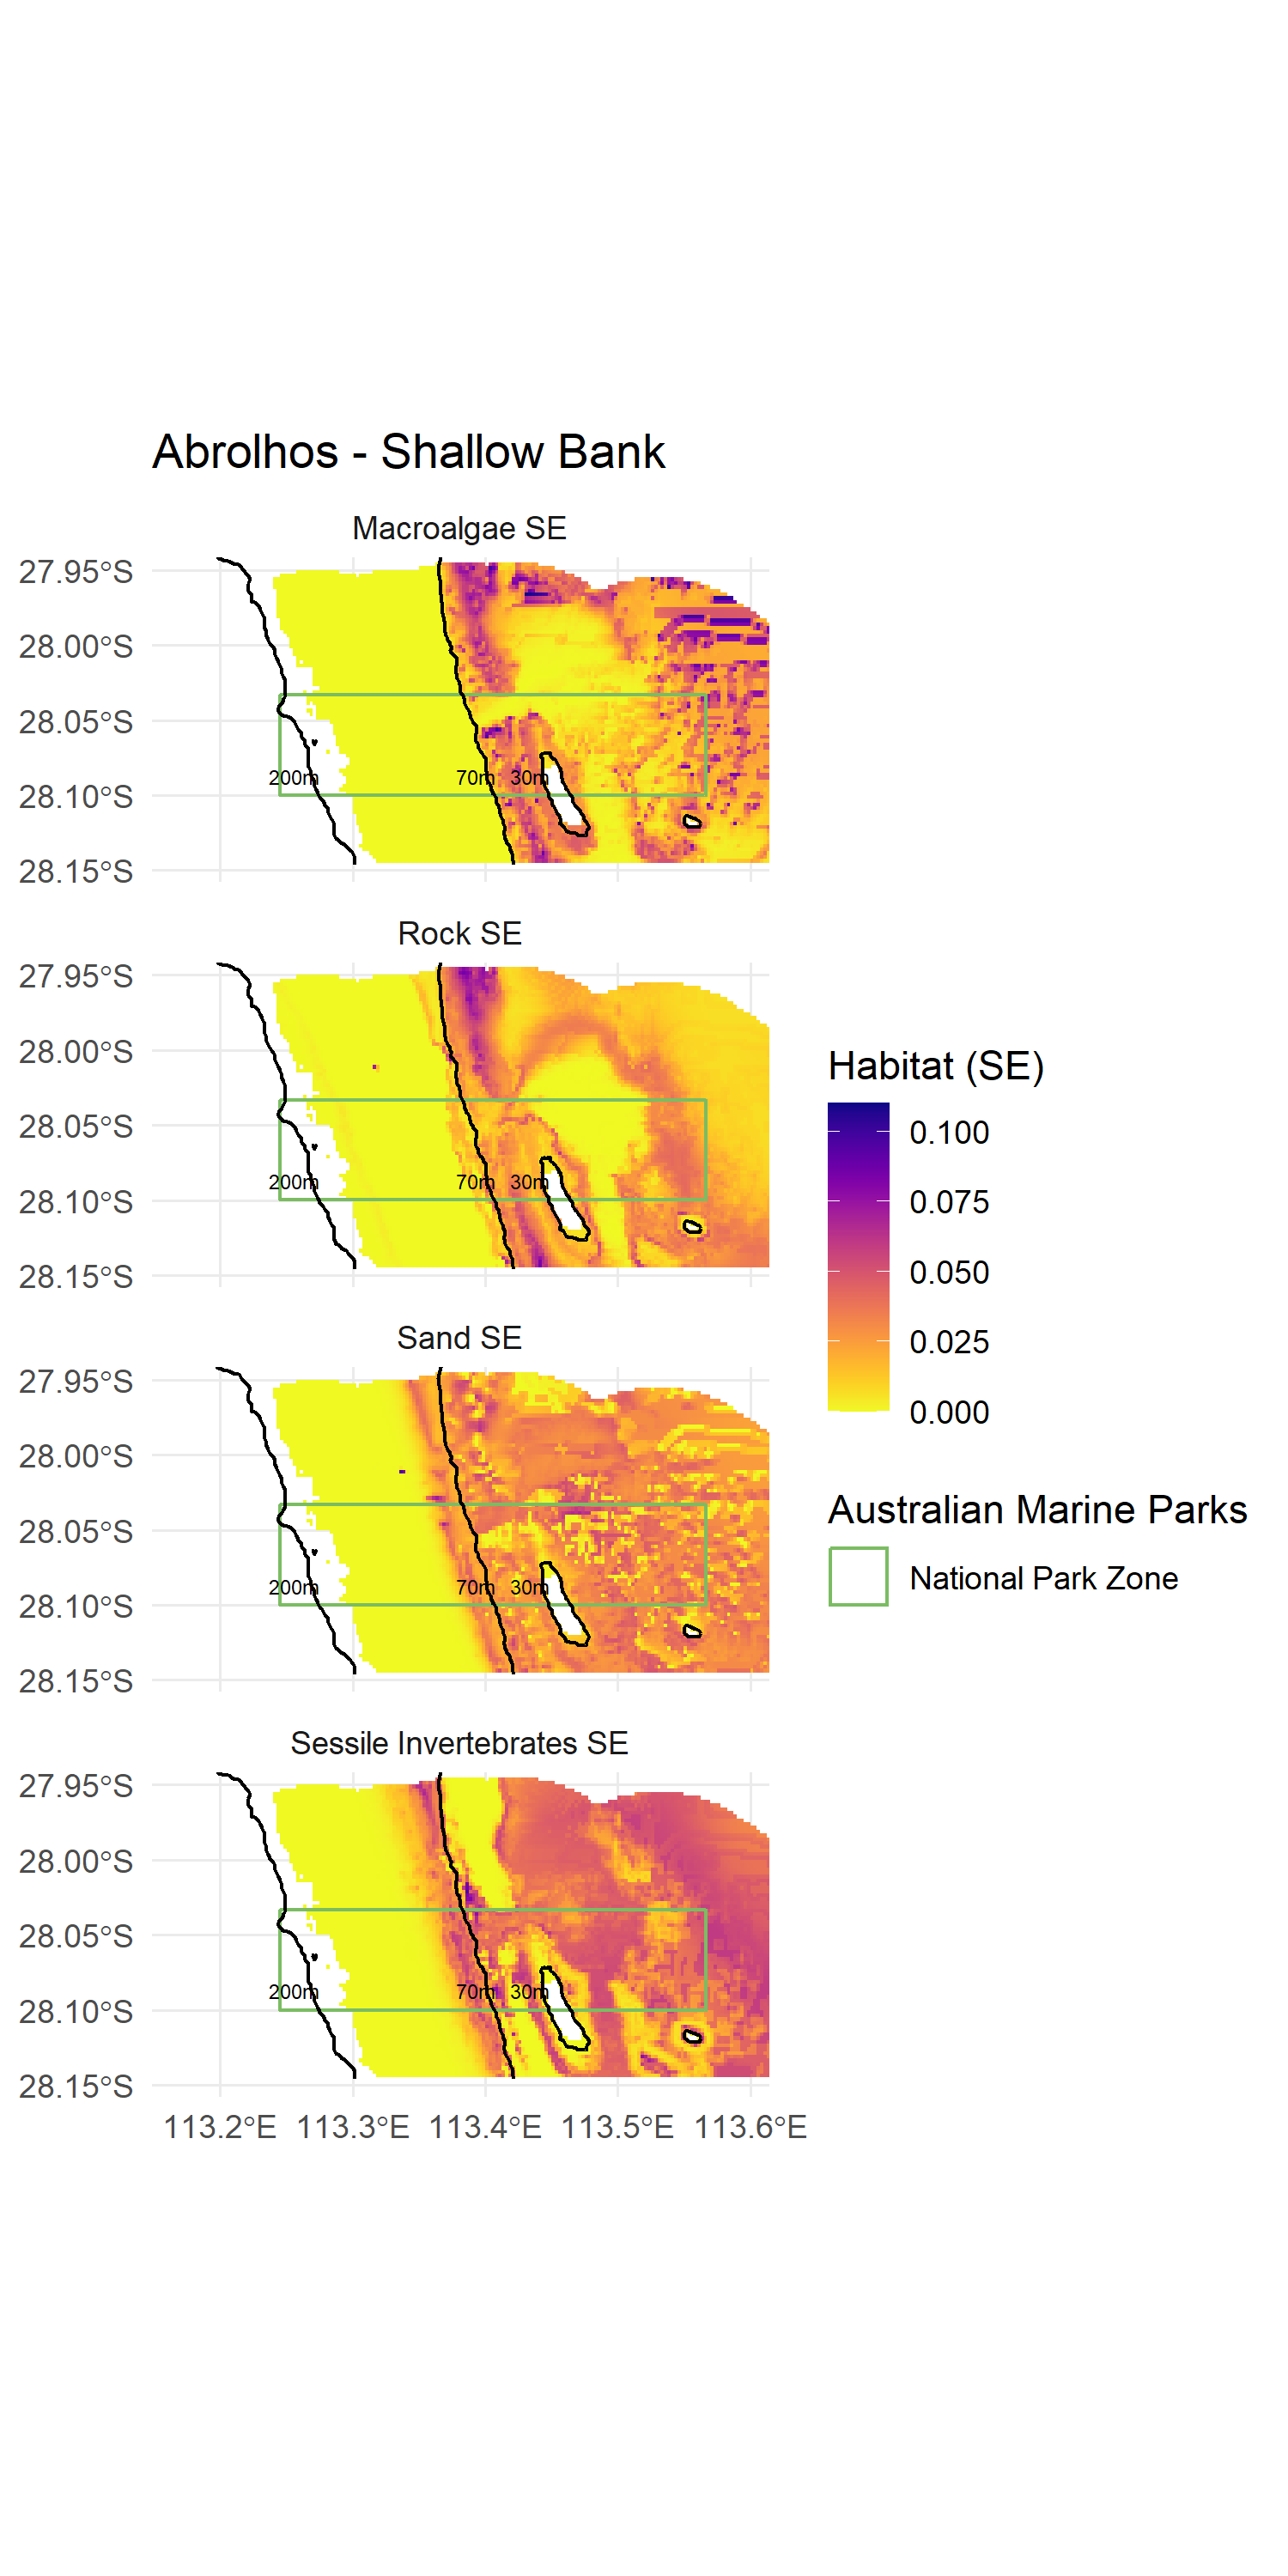 Abrolhos - Shallow Bank
Macroalgae SE
27.95°S
28.00°S
28.05°S
28.10°S
28.15°S
200m 70m 30m
Rock SE
27.95°S
28.00°S
28.05°S
28.10°S
28.15°S
200m 70m 30m
Sand SE
27.95°S
28.00°S
28.05°S
28.10°S
28.15°S
200m 70m 30m
Sessile Invertebrates SE
27.95°S
28.00°S
28.05°S
28.10°S
28.15°S
200m 70m 30m
113.2°E 113.3°E 113.4°E 113.5°E 113.6°E
Habitat (SE)
0.100
0.075
0.050
0.025
0.000
Australian Marine Parks
National Park Zone